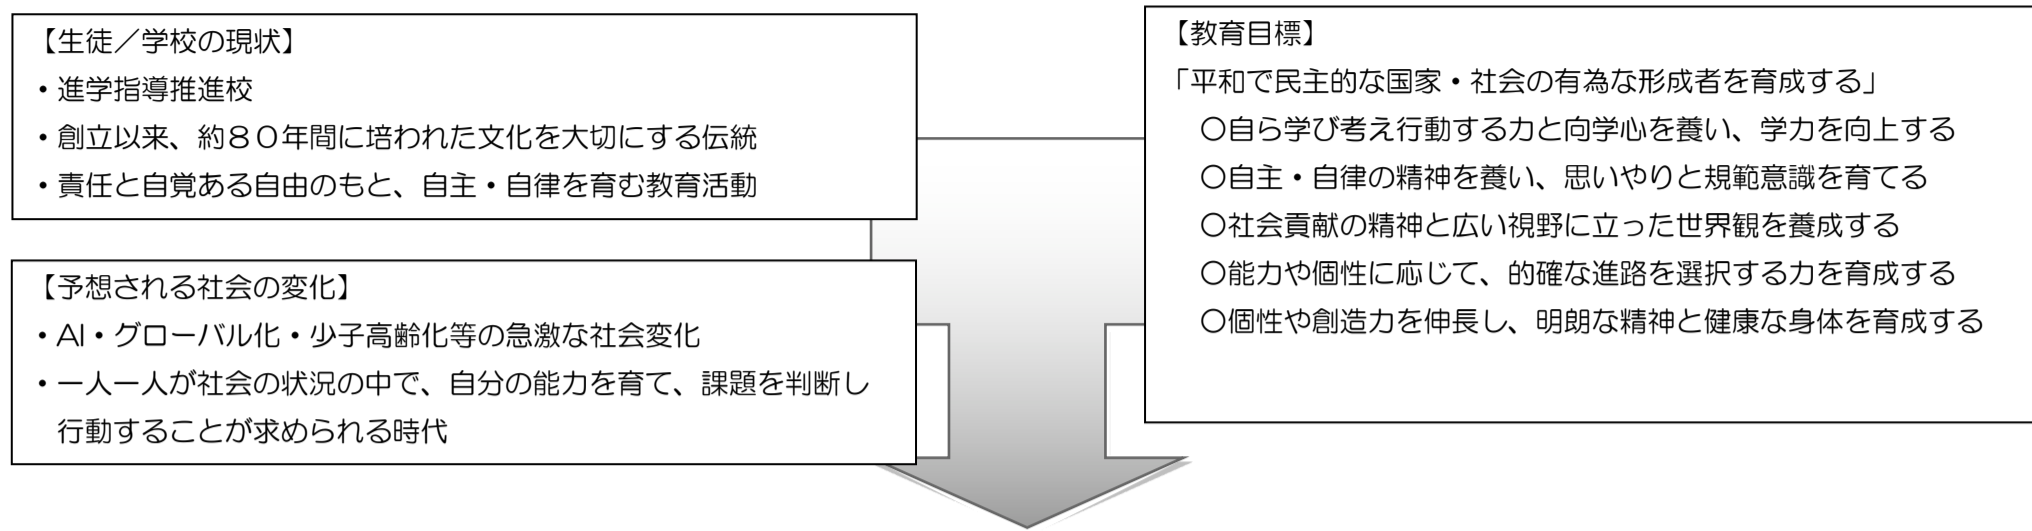 【生徒／学校の現状】
・進学指導推進校
・創立以来、約８０年間に培われた文化を大切にする伝統
・責任と自覚ある自由のもと、自主・自律を育む教育活動
【予想される社会の変化】
・AI・グローバル化・少子高齢化等の急激な社会変化
・一人一人が社会の状況の中で、自分の能力を育て、課題を判断し
行動することが求められる時代
【教育目標】
「平和で民主的な国家・社会の有為な形成者を育成する」
〇自ら学び考え行動する力と向学心を養い、学力を向上する
〇自主・自律の精神を養い、思いやりと規範意識を育てる
〇社会貢献の精神と広い視野に立った世界観を養成する
〇能力や個性に応じて、的確な進路を選択する力を育成する
〇個性や創造力を伸長し、明朗な精神と健康な身体を育成する